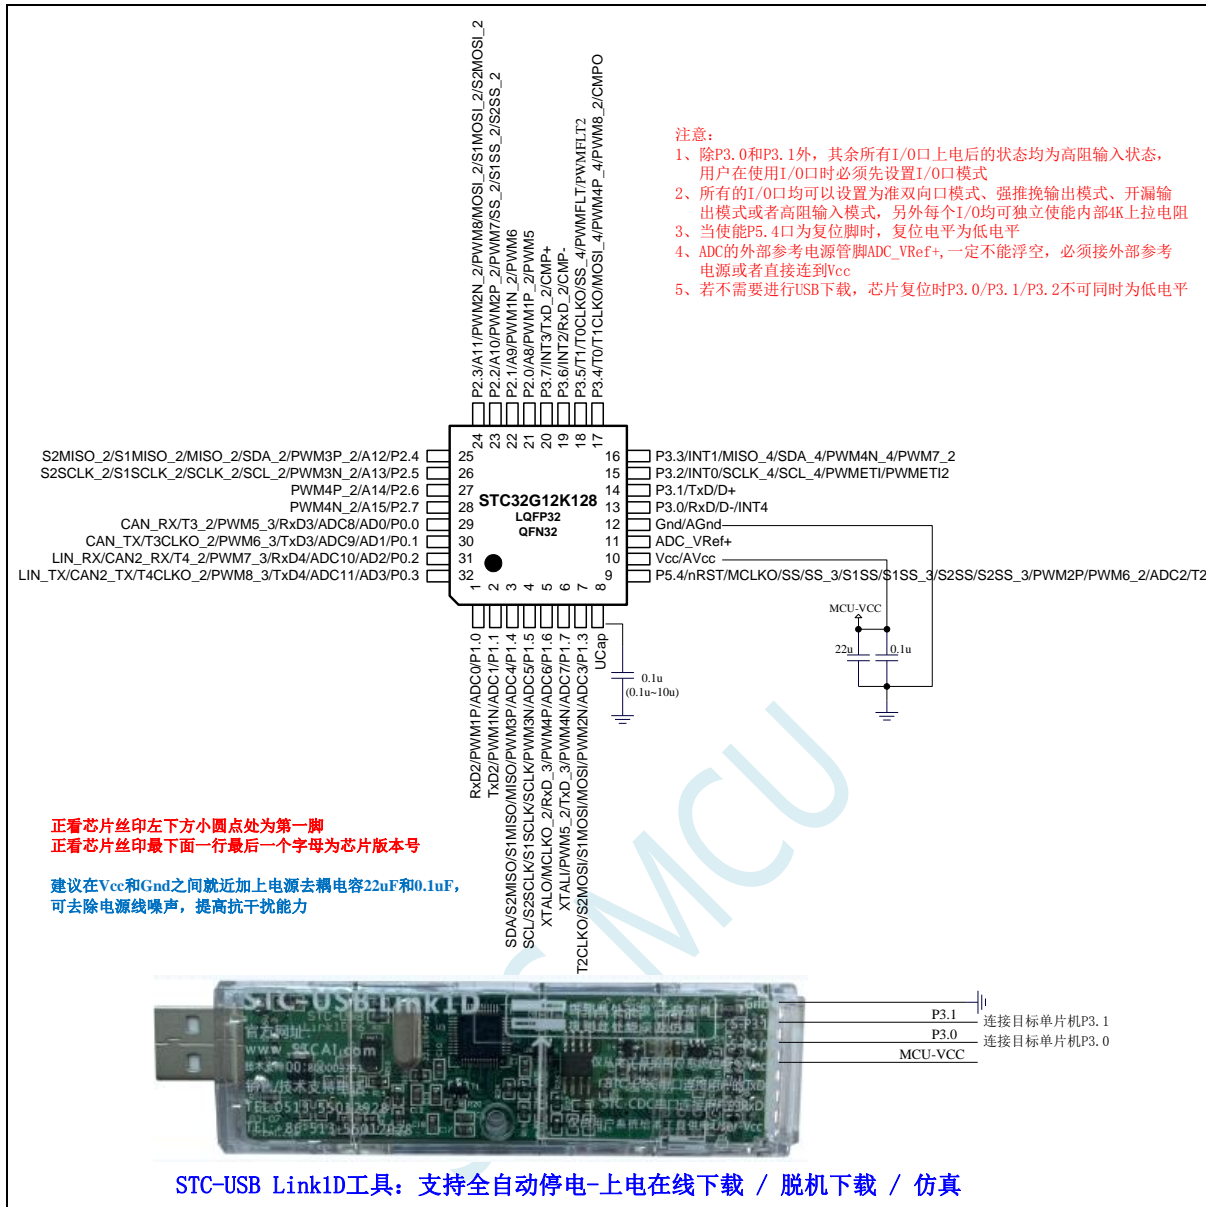 P2.3/A11/PWM2N_2/PWM8/MOSI_2/S1MOSI_2/S2MOSI_2
P2.2/A10/PWM2P_2/PWM7/SS_2/S1SS_2/S2SS_2
P2.1/A9/PWM1N_2/PWM6
P2.0/A8/PWM1P_2/PWM5
P3.7/INT3/TxD_2/CMP+
P3.6/INT2/RxD_2/CMP-
P3.5/T1/T0CLKO/SS_4/PWMFLT/PWMFLT2
P3.4/T0/T1CLKO/MOSI_4/PWM4P_4/PWM8_2/CMPO
注意：
1、除P3.0和P3.1外，其余所有I/O口上电后的状态均为高阻输入状态，
用户在使用I/O口时必须先设置I/O口模式
2、所有的I/O口均可以设置为准双向口模式、强推挽输出模式、开漏输
出模式或者高阻输入模式，另外每个I/O均可独立使能内部4K上拉电阻
3、当使能P5.4口为复位脚时，复位电平为低电平
4、ADC的外部参考电源管脚ADC_VRef+,一定不能浮空，必须接外部参考
电源或者直接连到Vcc
5、若不需要进行USB下载，芯片复位时P3.0/P3.1/P3.2不可同时为低电平
24 23 22 21 20 19 18 17
S2MISO_2/S1MISO_2/MISO_2/SDA_2/PWM3P_2/A12/P2.4 25
S2SCLK_2/S1SCLK_2/SCLK_2/SCL_2/PWM3N_2/A13/P2.5 26
PWM4P_2/A14/P2.6 27
PWM4N_2/A15/P2.7 28
CAN_RX/T3_2/PWM5_3/RxD3/ADC8/AD0/P0.0 29
CAN_TX/T3CLKO_2/PWM6_3/TxD3/ADC9/AD1/P0.1 30
LIN_RX/CAN2_RX/T4_2/PWM7_3/RxD4/ADC10/AD2/P0.2 31
LIN_TX/CAN2_TX/T4CLKO_2/PWM8_3/TxD4/ADC11/AD3/P0.3 32
STC32G12K128
LQFP32
QFN32
16 P3.3/INT1/MISO_4/SDA_4/PWM4N_4/PWM7_2
15 P3.2/INT0/SCLK_4/SCL_4/PWMETI/PWMETI2
14 P3.1/TxD/D+
13 P3.0/RxD/D-/INT4
12 Gnd/AGnd
11 ADC_VRef+
10 Vcc/AVcc
9 P5.4/nRST/MCLKO/SS/SS_3/S1SS/S1SS_3/S2SS/S2SS_3/PWM2P/PWM6_2/ADC2/T2
1 2 3 4 5 6 7 8
RxD2/PWM1P/ADC0/P1.0
TxD2/PWM1N/ADC1/P1.1
SDA/S2MISO/S1MISO/MISO/PWM3P/ADC4/P1.4
SCL/S2SCLK/S1SCLK/SCLK/PWM3N/ADC5/P1.5
XTALO/MCLKO_2/RxD_3/PWM4P/ADC6/P1.6
XTALI/PWM5_2/TxD_3/PWM4N/ADC7/P1.7
T2CLKO/S2MOSI/S1MOSI/MOSI/PWM2N/ADC3/P1.3
UCap
0.1u
(0.1u~10u)
MCU-VCC
22u 0.1u
正看芯片丝印左下方小圆点处为第一脚
正看芯片丝印最下面一行最后一个字母为芯片版本号
建议在Vcc和Gnd之间就近加上电源去耦电容22uF和0.1uF，
可去除电源线噪声，提高抗干扰能力
MCU
STC-USB Link1D
官方网址:
www.STCAI.com
TEL:0513-55012928
Gnd
P3.1 连接目标单片机P3.1
P3.0 连接目标单片机P3.0
MCU-VCC
STC-USB Link1D工具：支持全自动停电-上电在线下载 / 脱机下载 / 仿真